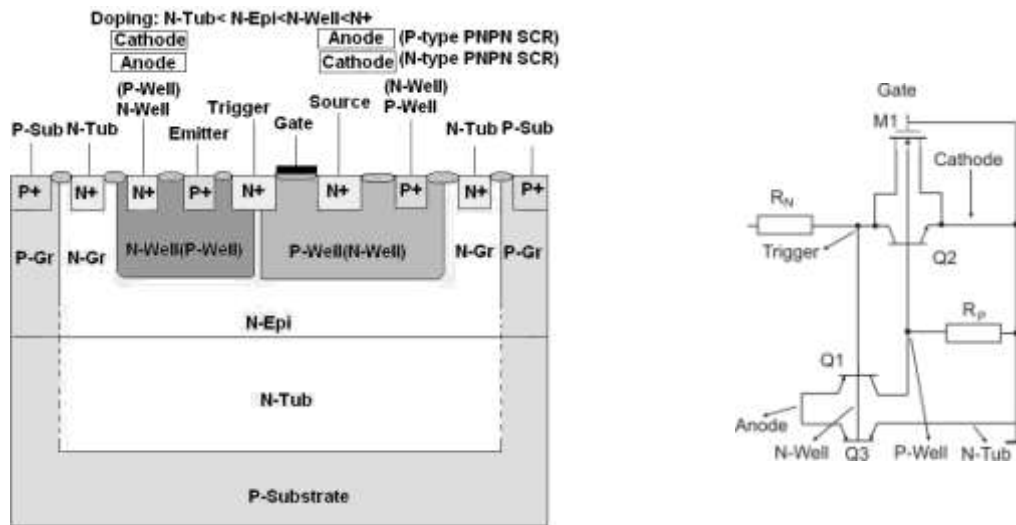 Doping: N-Tub< N-Epi<N-Well<N+
Cathode
Anode
Anode (P-type PNPN SCR)
Cathode (N-type PNPN SCR)
(P-Well)
N-Well
(N-Well)
P-Well
Trigger
Source
P-Sub
N-Tub
Emitter
Gate
N-Tub
P-Sub
P+
N+
N+
P+
N+
N+
P+
N+
P+
P-Gr
N-Gr
N-Well(P-Well)
P-Well(N-Well)
N-Gr
P-Gr
N-Epi
N-Tub
P-Substrate
Gate
M1
Cathode
RN
Trigger
Q2
RP
Q1
Anode
N-Well
Q3
P-Well
N-Tub